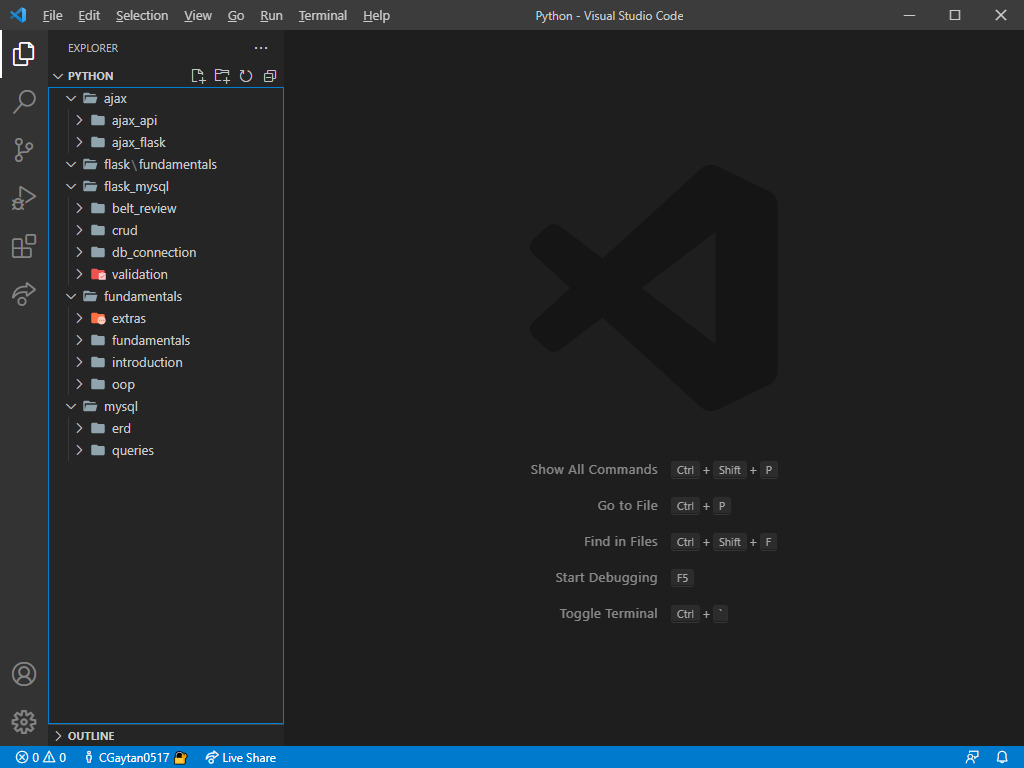 File Edit Selection View Go Run Terminal Help Python - Visual Studio Code
EXPLORER
PYTHON
ajax
ajax_api
ajax_flask
flask\fundamentals
flask_mysql
belt_review
crud
db_connection
validation
fundamentals
extras
fundamentals
introduction
oop
mysql
erd
queries
Show All Commands Ctrl + Shift + P
Go to File Ctrl + P
Find in Files Ctrl + Shift + F
Start Debugging F5
Toggle Terminal Ctrl + `
OUTLINE
0 0 CGaytan0517 Live Share